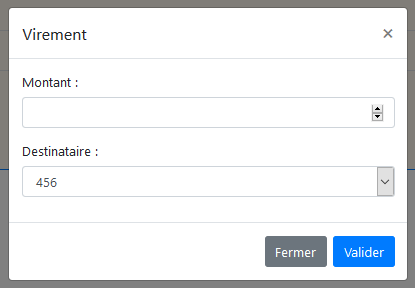 Virement ×
Montant :
Destinataire :
456
Fermer Valider